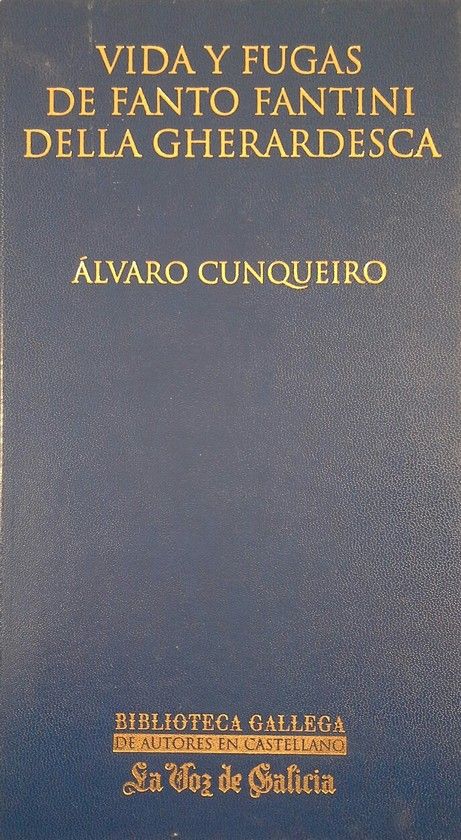 VIDA Y FUGAS
DE FANTO FANTINI
DELLA GHERARDESCA
ÁLVARO CUNQUEIRO
BIBLIOTECA GALLEGA
DE AUTORES EN CASTELLANO
La Voz de Galicia